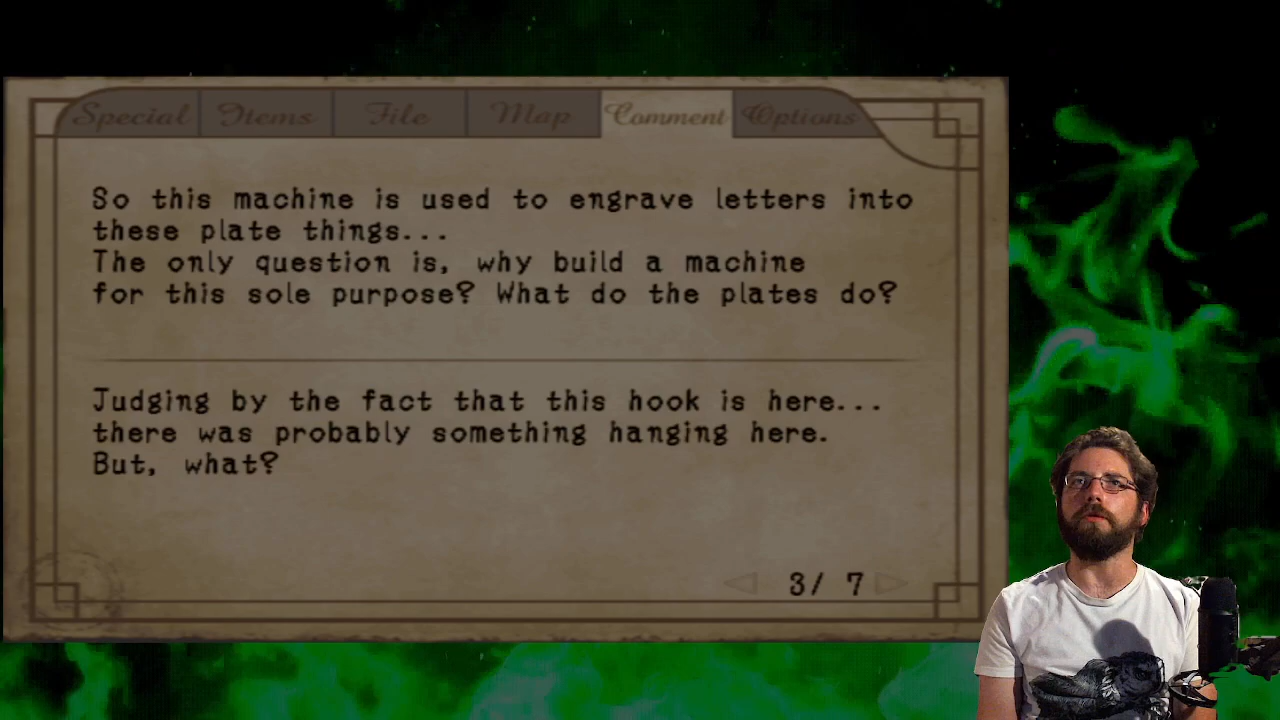 Special Items File Map Comment Options
So this machine is used to engrave letters into
these plate things...
The only question is, why build a machine
for this sole purpose? What do the plates do?
Judging by the fact that this hook is here...
there was probably something hanging here.
But, what?
3/ 7